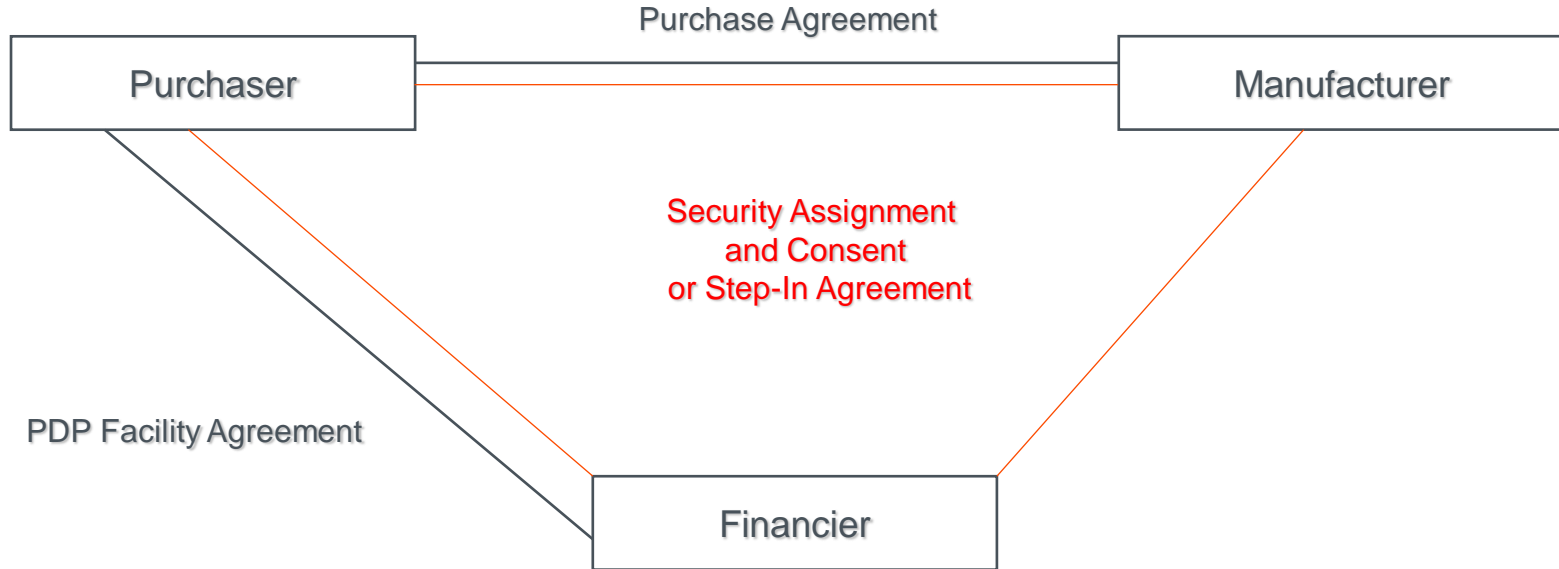 Purchase Agreement
Purchaser
Manufacturer
Security Assignment
and Consent
or Step-In Agreement
PDP Facility Agreement
Financier